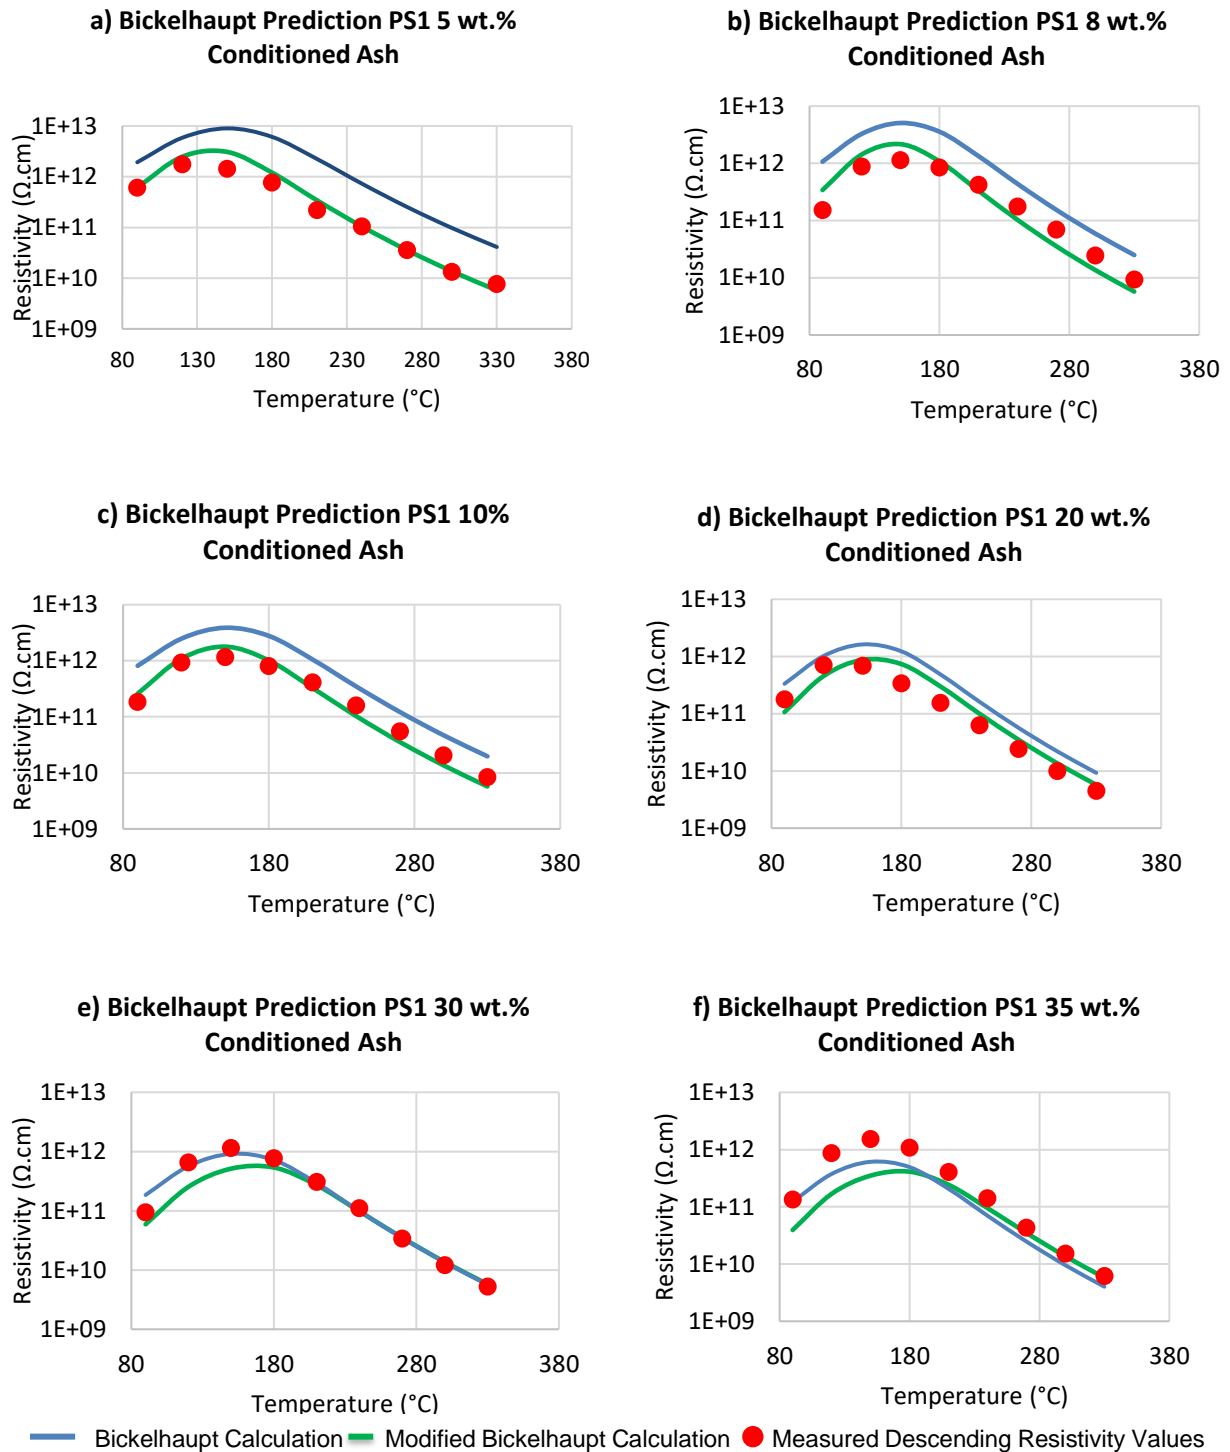 a) Bickelhaupt Prediction PS1 5 wt.%
Conditioned Ash
1E+13
1E+12
1E+11
1E+10
1E+09
Resistivity (Ω.cm)
80 130 180 230 280 330 380
Temperature (°C)
b) Bickelhaupt Prediction PS1 8 wt.%
Conditioned Ash
1E+13
1E+12
1E+11
1E+10
1E+09
Resistivity (Ω.cm)
80 180 280 380
Temperature (°C)
c) Bickelhaupt Prediction PS1 10%
Conditioned Ash
1E+13
1E+12
1E+11
1E+10
1E+09
Resistivity (Ω.cm)
80 180 280 380
Temperature (°C)
d) Bickelhaupt Prediction PS1 20 wt.%
Conditioned Ash
1E+13
1E+12
1E+11
1E+10
1E+09
Resistivity (Ω.cm)
80 180 280 380
Temperature (°C)
e) Bickelhaupt Prediction PS1 30 wt.%
Conditioned Ash
1E+13
1E+12
1E+11
1E+10
1E+09
Resistivity (Ω.cm)
80 180 280 380
Temperature (°C)
f) Bickelhaupt Prediction PS1 35 wt.%
Conditioned Ash
1E+13
1E+12
1E+11
1E+10
1E+09
Resistivity (Ω.cm)
80 180 280 380
Temperature (°C)
Bickelhaupt Calculation Modified Bickelhaupt Calculation Measured Descending Resistivity Values